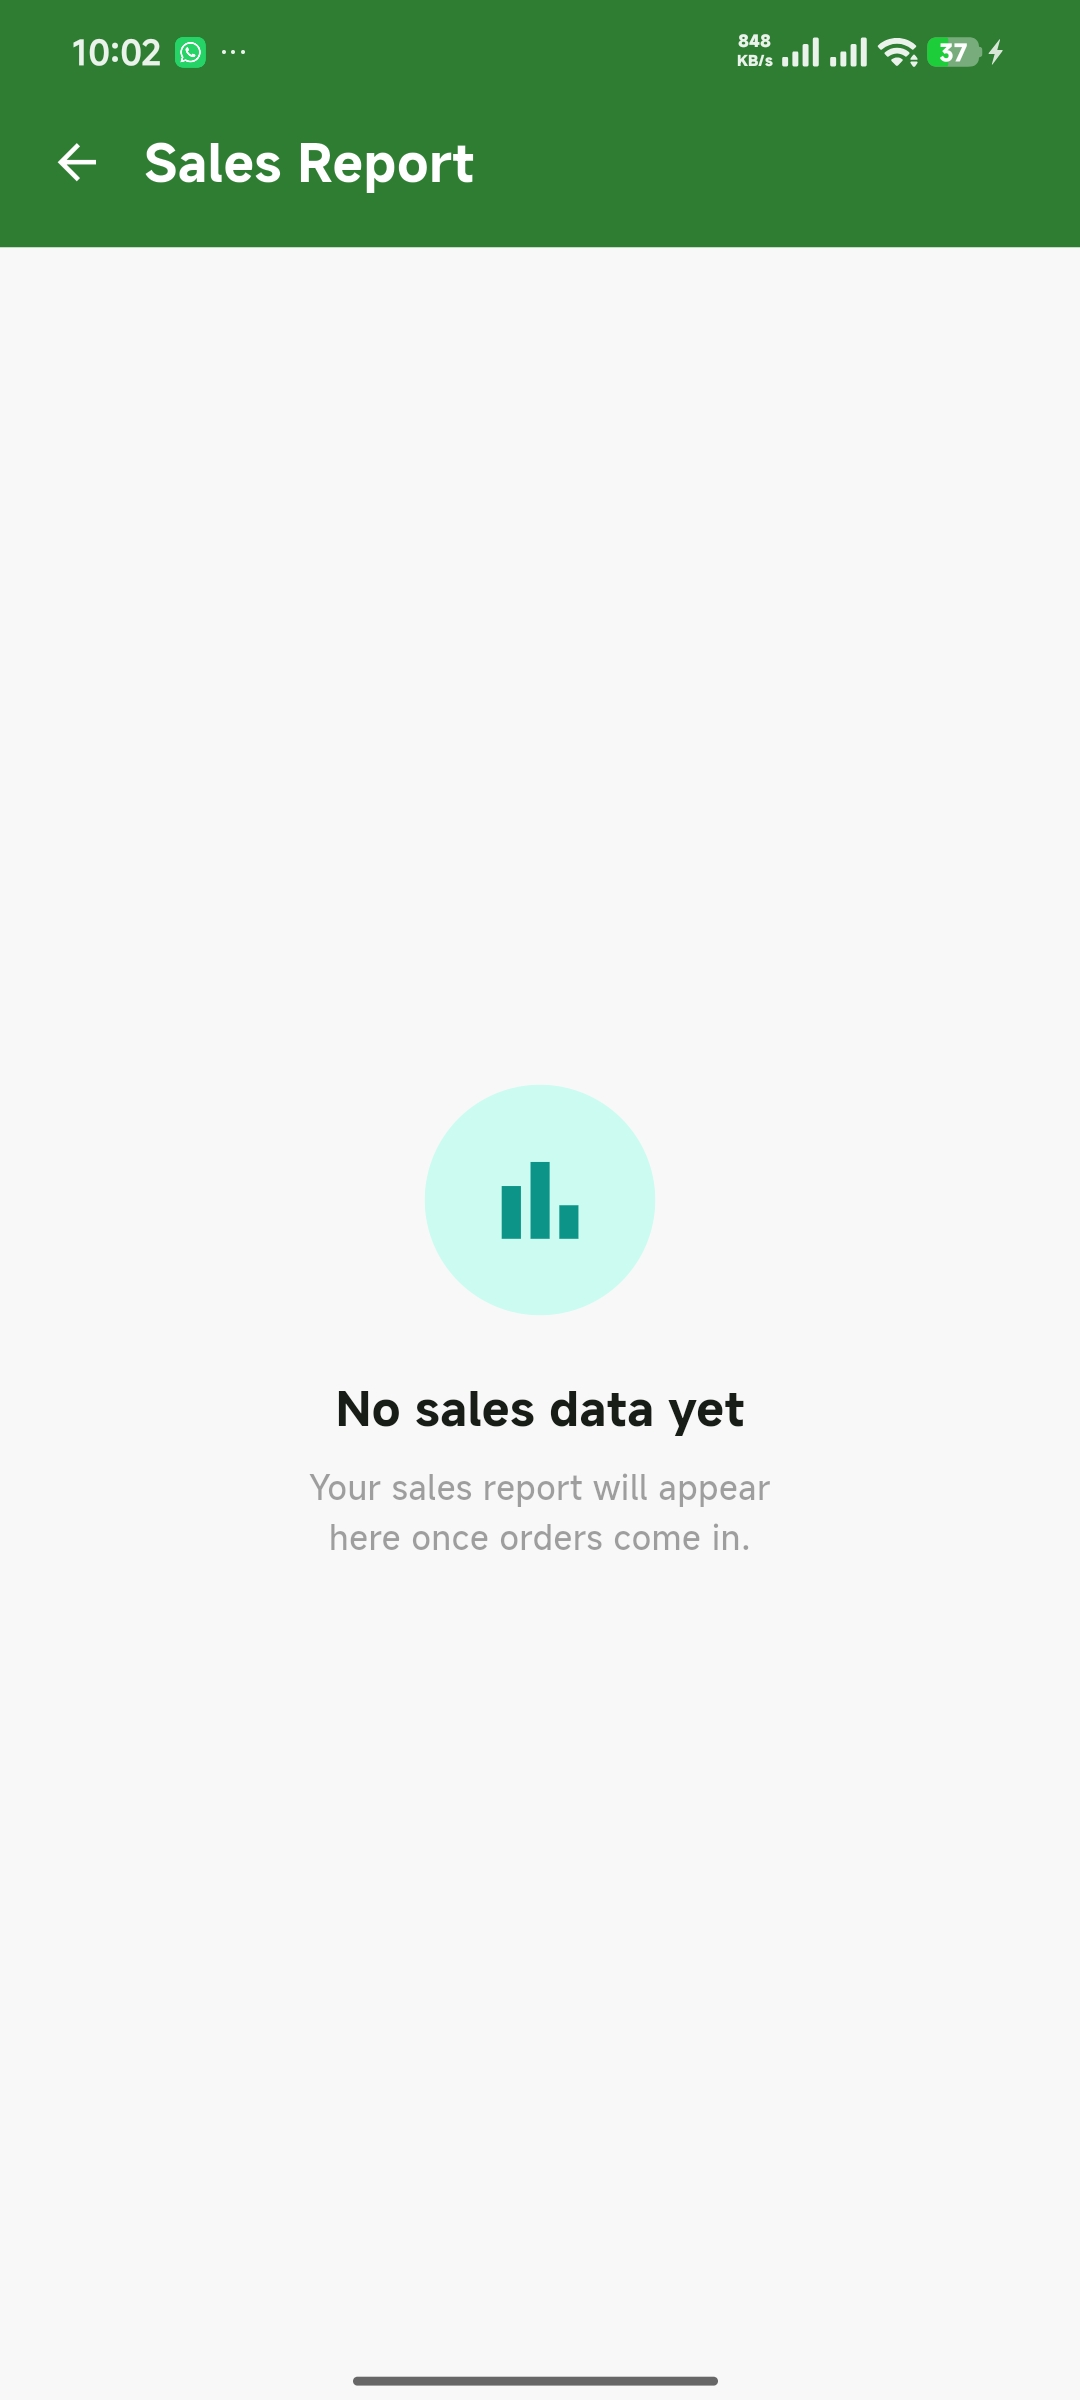 10:02 ...
848
KB/s
37
Sales Report
No sales data yet
Your sales report will appear
here once orders come in.